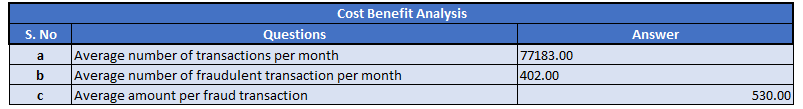 Cost Benefit Analysis
S. No Questions Answer
a Average number of transactions per month 77183.00
b Average number of fraudulent transaction per month 402.00
c Average amount per fraud transaction 530.00